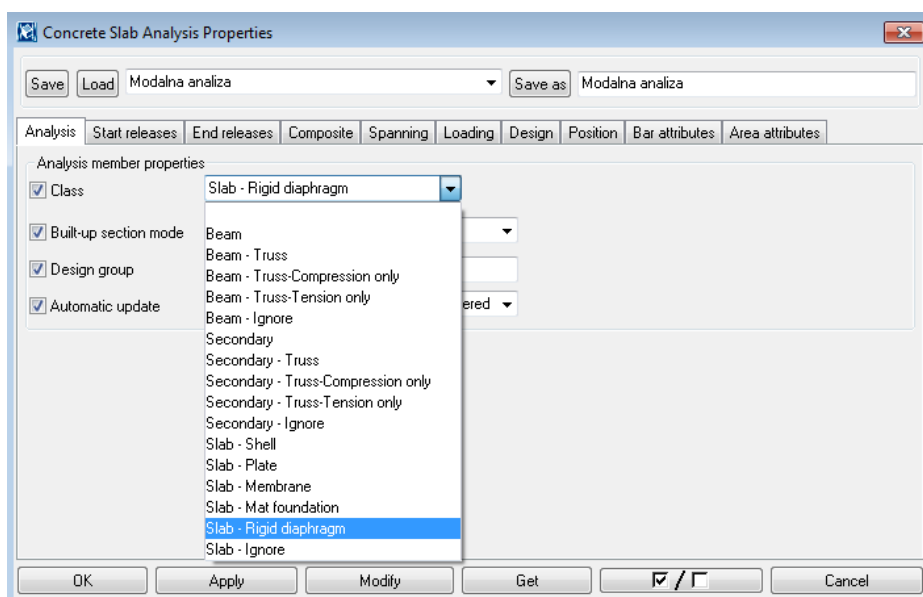 Concrete Slab Analysis Properties
Save Load Modalna analiza Save as Modalna analiza
Analysis Start releases End releases Composite Spanning Loading Design Position Bar attributes Area attributes
Analysis member properties
Class Slab - Rigid diaphragm
Built-up section mode
Design group
Automatic update ered
Beam
Beam - Truss
Beam - Truss-Compression only
Beam - Truss-Tension only
Beam - Ignore
Secondary
Secondary - Truss
Secondary - Truss-Compression only
Secondary - Truss-Tension only
Secondary - Ignore
Slab - Shell
Slab - Plate
Slab - Membrane
Slab - Mat foundation
Slab - Rigid diaphragm
Slab - Ignore
OK Apply Modify Get / Cancel